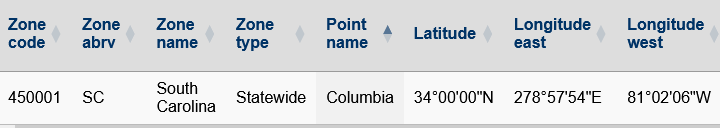 Zone code Zone abrv Zone name Zone type Point name Latitude Longitude east Longitude west
450001 SC South Carolina Statewide Columbia 34°00'00"N 278°57'54"E 81°02'06"W